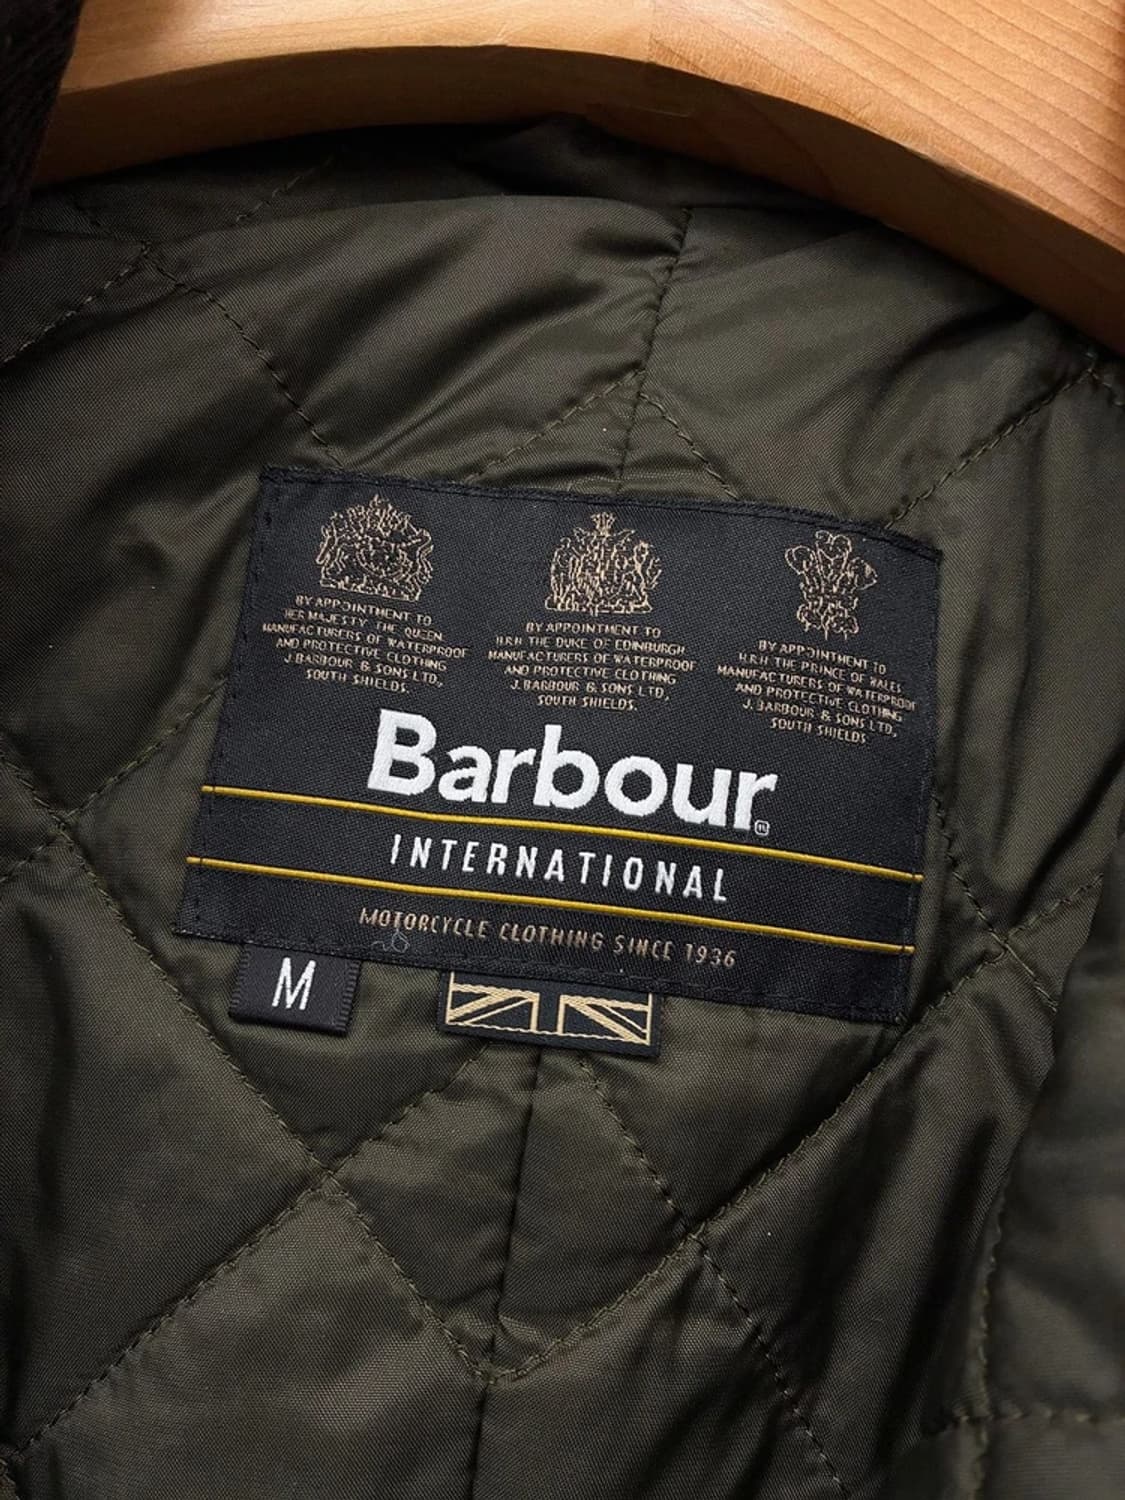 BY APPOINTMENT TO
HER MAJESTY THE QUEEN
MANUFACTURERS OF WATERPROOF
AND PROTECTIVE CLOTHING
J.BARBOUR & SONS LTD,
SOUTH SHIELDS.
BY APPOINTMENT TO
H.R.H THE DUKE OF EDINBURGH
MANUFACTURERS OF WATERPROOF
AND PROTECTIVE CLOTHING
J.BARBOUR & SONS LTD,
SOUTH SHIELDS.
BY APPOINTMENT TO
H.R.H THE PRINCE OF WALES
MANUFACTURERS OF WATERPROOF
AND PROTECTIVE CLOTHING
J. BARBOUR & SONS LTD,
SOUTH SHIELDS.
Barbour®
INTERNATIONAL
MOTORCYCLE CLOTHING SINCE 1936
M